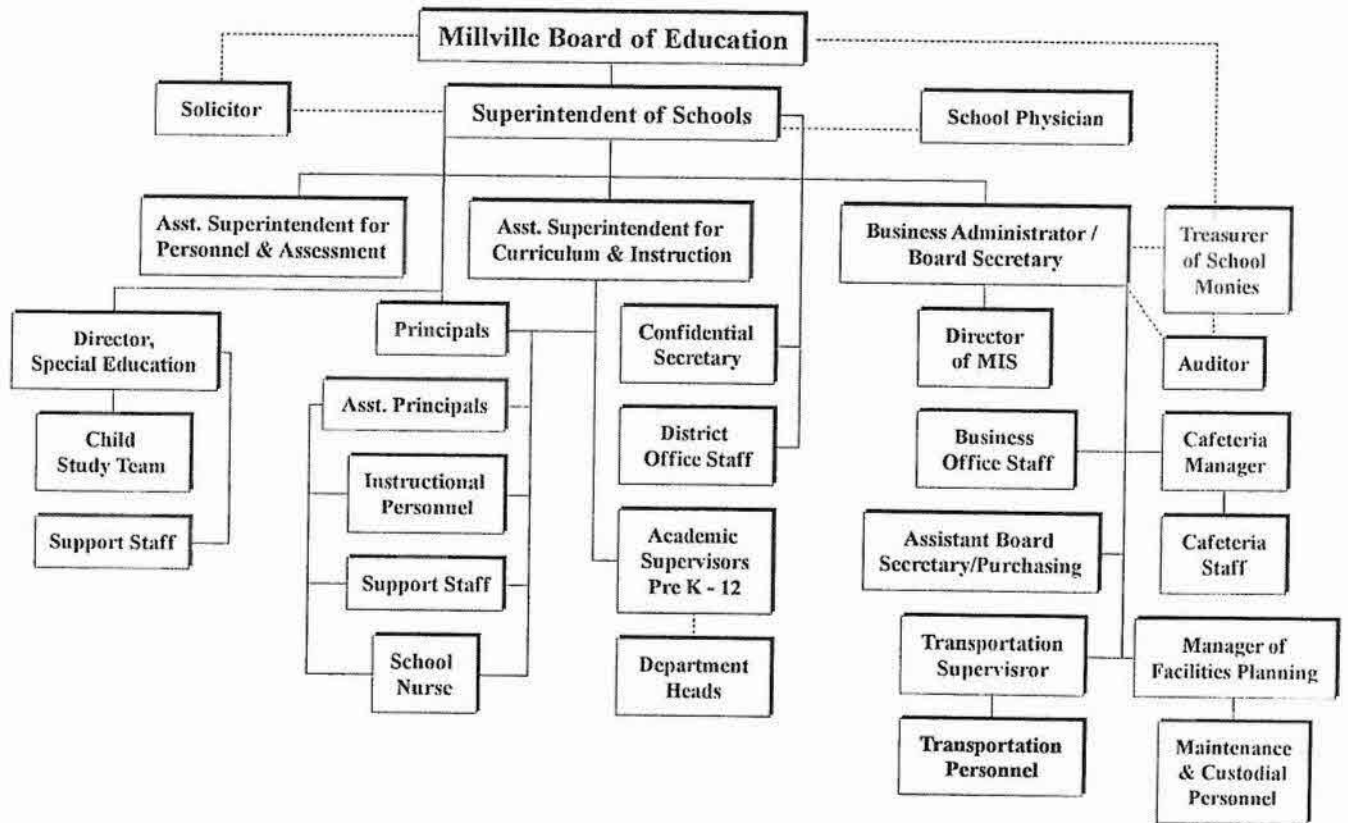 Millville Board of Education
Solicitor
Superintendent of Schools
School Physician
Asst. Superintendent for
Personnel & Assessment
Asst. Superintendent for
Curriculum & Instruction
Business Administrator /
Board Secretary
Treasurer
of School
Monies
Director,
Special Education
Principals
Confidential
Secretary
Director
of MIS
Auditor
Child
Study Team
Asst. Principals
District
Office Staff
Business
Office Staff
Cafeteria
Manager
Support Staff
Instructional
Personnel
Academic
Supervisors
Pre K - 12
Assistant Board
Secretary/Purchasing
Cafeteria
Staff
Support Staff
School
Nurse
Department
Heads
Transportation
Supervisror
Manager of
Facilities Planning
Transportation
Personnel
Maintenance
& Custodial
Personnel